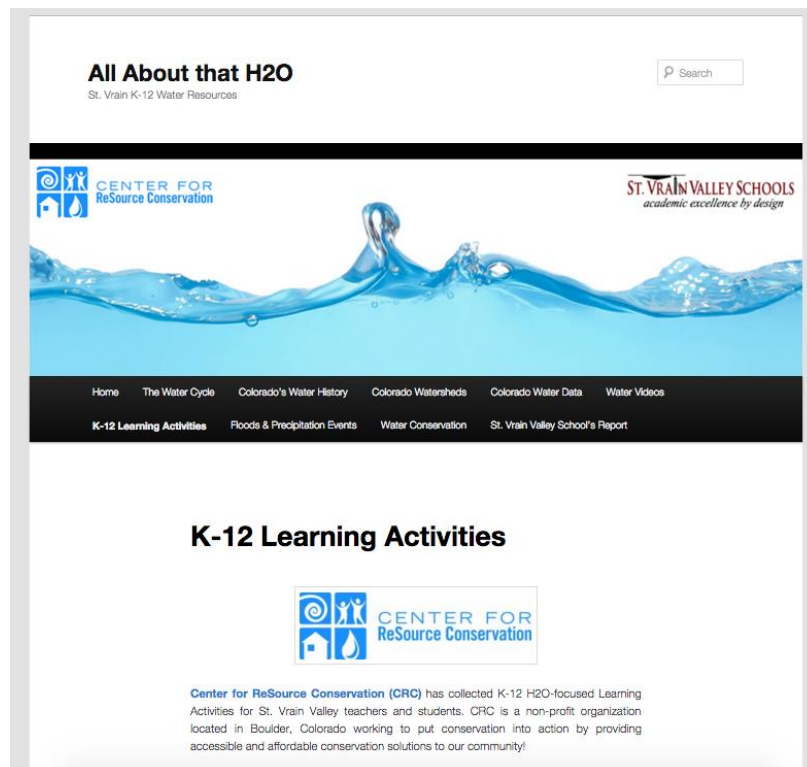 All About that H2O
St. Vrain K-12 Water Resources
Search
CENTER FOR
ReSource Conservation
ST. VRAIN VALLEY SCHOOLS
academic excellence by design
Home The Water Cycle Colorado's Water History Colorado Watersheds Colorado Water Data Water Videos
K-12 Learning Activities Floods & Precipitation Events Water Conservation St. Vrain Valley School's Report
K-12 Learning Activities
CENTER FOR
ReSource Conservation
Center for ReSource Conservation (CRC) has collected K-12 H2O-focused Learning
Activities for St. Vrain Valley teachers and students. CRC is a non-profit organization
located in Boulder, Colorado working to put conservation into action by providing
accessible and affordable conservation solutions to our community!